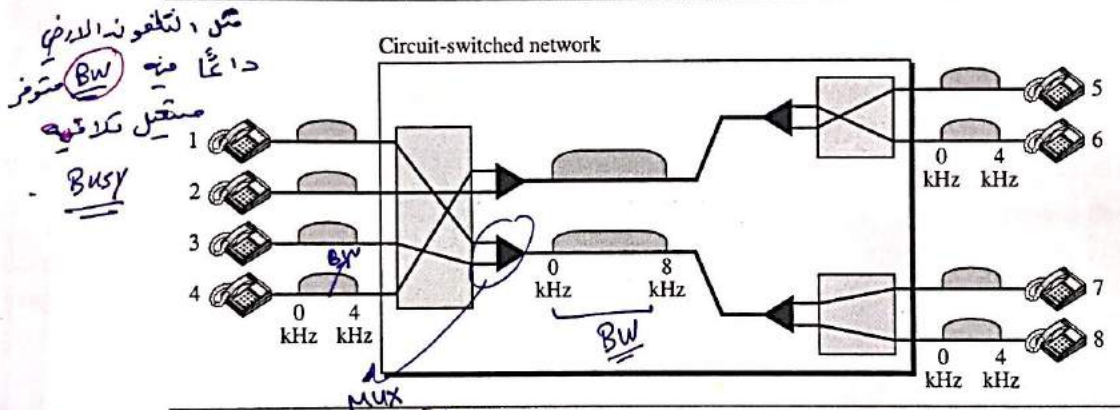 مثل التلفون الارضي
دائمًا فيه BW متوفر
مستحيل تلاقيه
Busy
Circuit-switched network
1
2
3
4
BW
0 4
kHz kHz
MUX
0 8
kHz kHz
BW
5
6
0 4
kHz kHz
7
8
0 4
kHz kHz